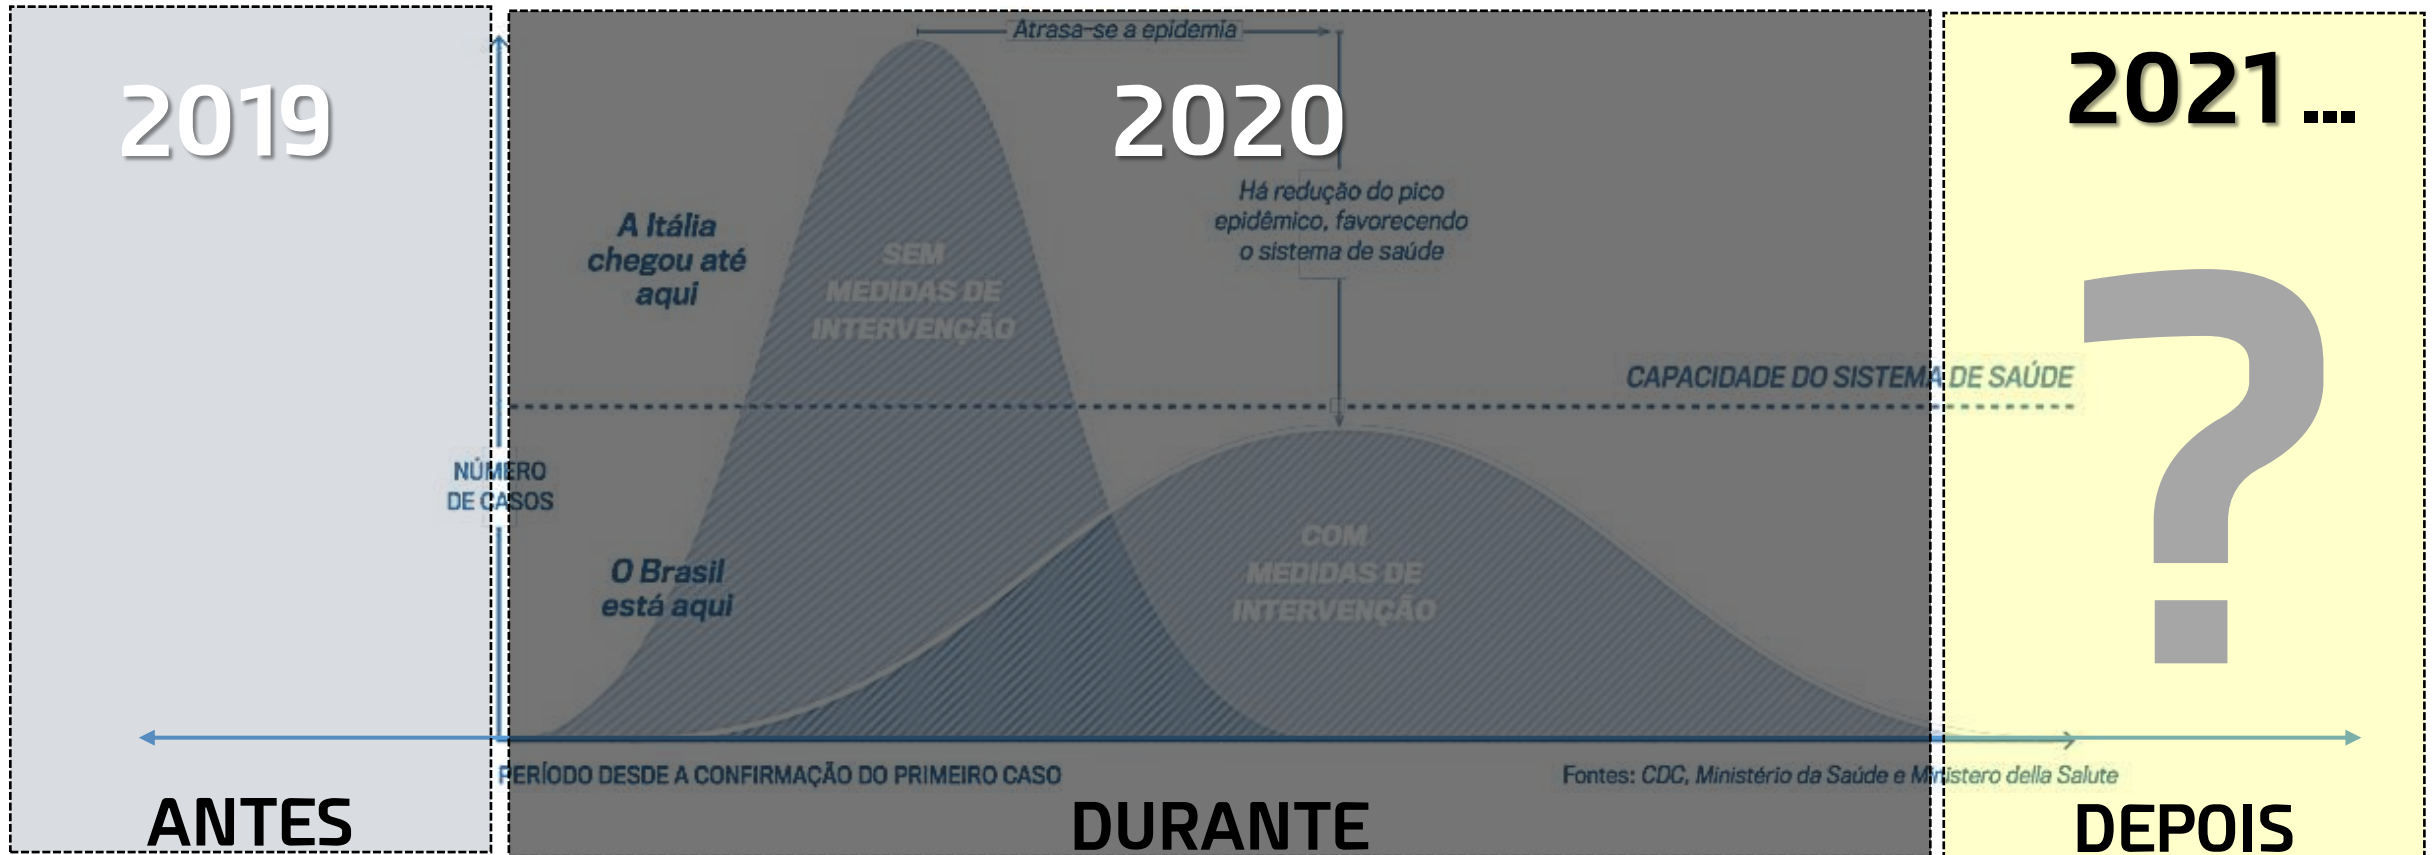 Atrasa-se a epidemia
2019
2020
2021...
Há redução do pico
epidêmico, favorecendo
o sistema de saúde
A Itália
chegou até
aqui
SEM
MEDIDAS DE
INTERVENÇÃO
?
CAPACIDADE DO SISTEMA DE SAÚDE
NÚMERO
DE CASOS
O Brasil
está aqui
COM
MEDIDAS DE
INTERVENÇÃO
PERÍODO DESDE A CONFIRMAÇÃO DO PRIMEIRO CASO
Fontes: CDC, Ministério da Saúde e Ministero della Salute
ANTES
DURANTE
DEPOIS